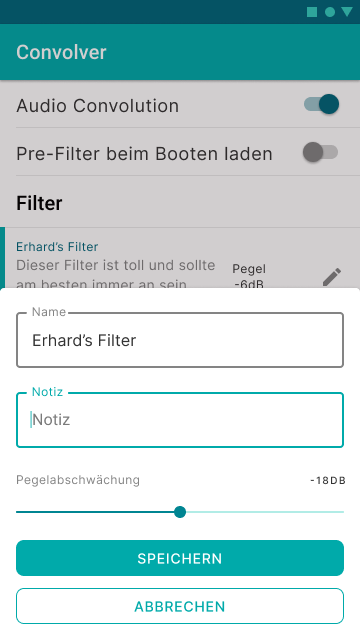 Convolver
Audio Convolution
Pre-Filter beim Booten laden
Filter
Erhard’s Filter
Dieser Filter ist toll und sollte
am besten immer an sein
Pegel
-6dB
Name
Erhard’s Filter
Notiz
Notiz
Pegelabschwächung
-18DB
SPEICHERN
ABBRECHEN